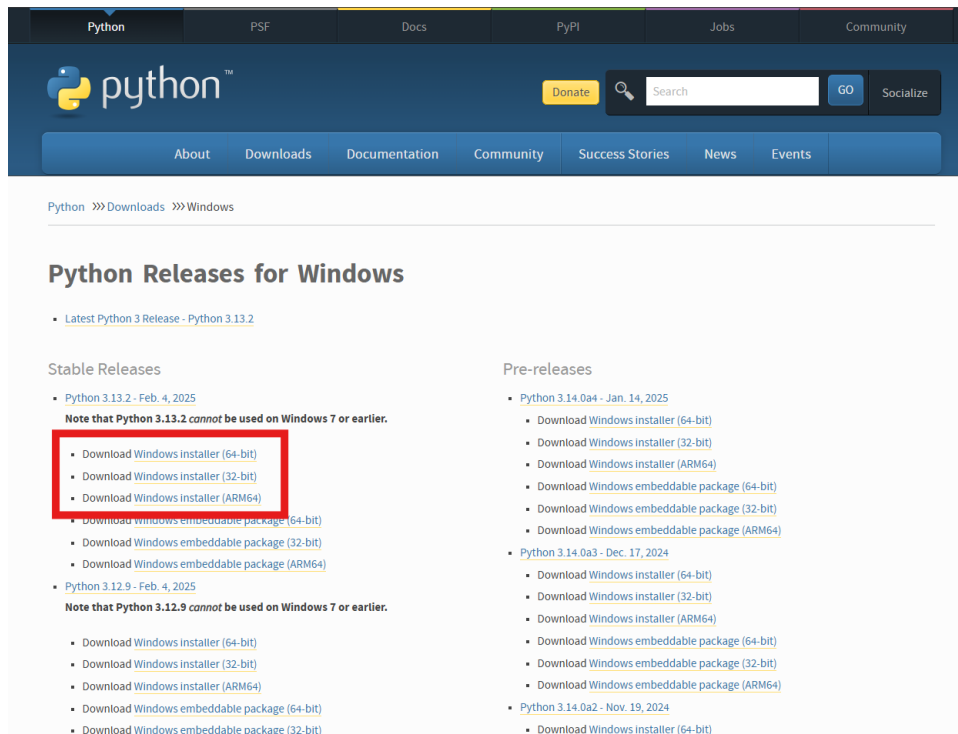 Python PSF Docs PyPI Jobs Community
python™
Donate Search GO Socialize
About Downloads Documentation Community Success Stories News Events
Python >>> Downloads >>> Windows
Python Releases for Windows
Latest Python 3 Release - Python 3.13.2
Stable Releases
Python 3.13.2 - Feb. 4, 2025
Note that Python 3.13.2 cannot be used on Windows 7 or earlier.
Download Windows installer (64-bit)
Download Windows installer (32-bit)
Download Windows installer (ARM64)
Download Windows embeddable package (64-bit)
Download Windows embeddable package (32-bit)
Download Windows embeddable package (ARM64)
Python 3.12.9 - Feb. 4, 2025
Note that Python 3.12.9 cannot be used on Windows 7 or earlier.
Download Windows installer (64-bit)
Download Windows installer (32-bit)
Download Windows installer (ARM64)
Download Windows embeddable package (64-bit)
Download Windows embeddable package (32-bit)
Pre-releases
Python 3.14.0a4 - Jan. 14, 2025
Download Windows installer (64-bit)
Download Windows installer (32-bit)
Download Windows installer (ARM64)
Download Windows embeddable package (64-bit)
Download Windows embeddable package (32-bit)
Download Windows embeddable package (ARM64)
Python 3.14.0a3 - Dec. 17, 2024
Download Windows installer (64-bit)
Download Windows installer (32-bit)
Download Windows installer (ARM64)
Download Windows embeddable package (64-bit)
Download Windows embeddable package (32-bit)
Download Windows embeddable package (ARM64)
Python 3.14.0a2 - Nov. 19, 2024
Download Windows installer (64-bit)